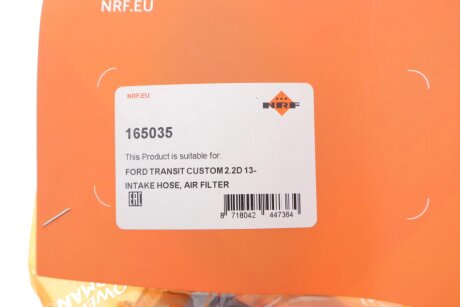 NRF.EU
NRF.EU
NRF
165035
This Product is suitable for:
FORD TRANSIT CUSTOM 2.2D 13-
INTAKE HOSE, AIR FILTER
EAC
8 718042 447364